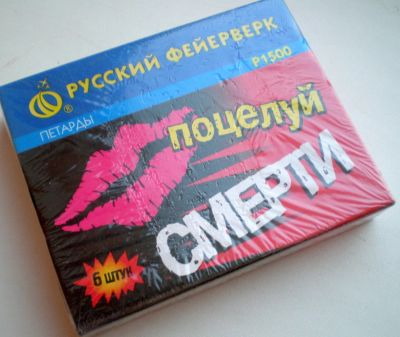 ® РУССКИЙ ФЕЙЕРВЕРК
ПЕТАРДЫ
Р1500
поцелуй
СМЕРТИ
6 ШТУК